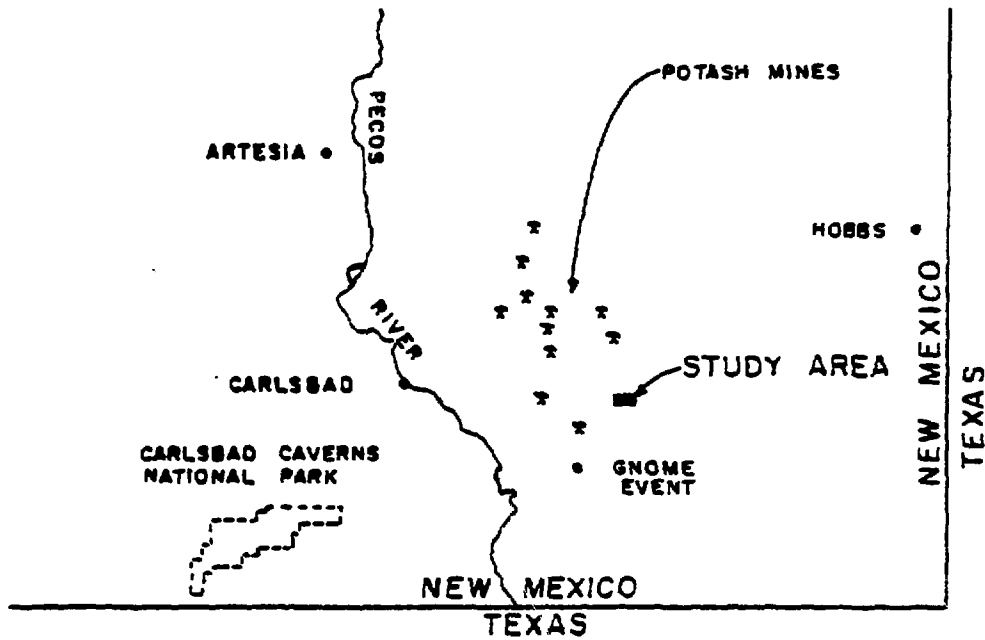 POTASH MINES
PECOS
ARTESIA
HOBBS
RIVER
STUDY AREA
CARLSBAD
NEW MEXICO
TEXAS
CARLSBAD CAVERNS
NATIONAL PARK
GNOME
EVENT
NEW MEXICO
TEXAS